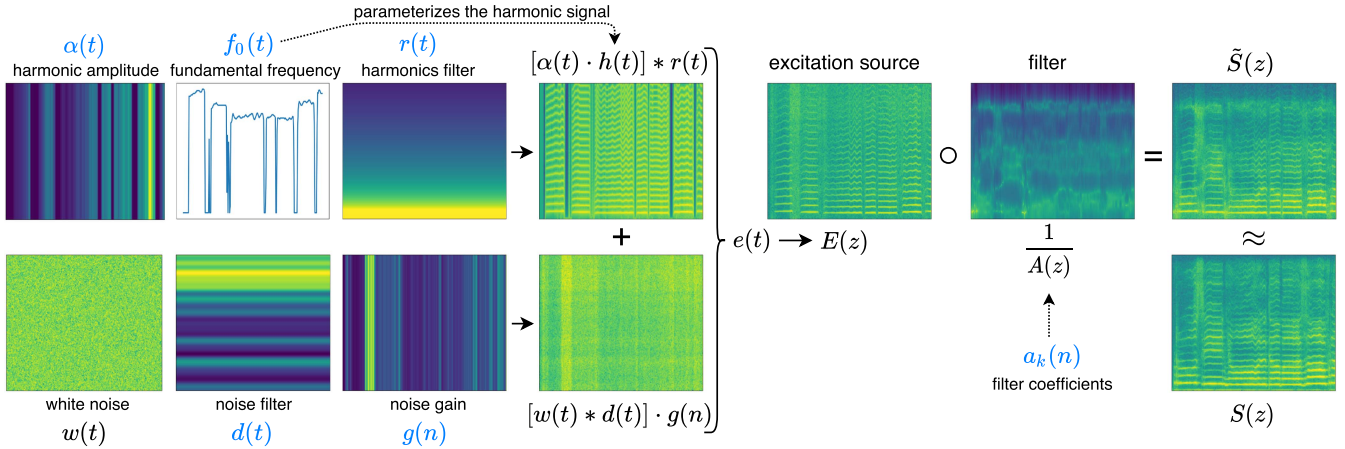 parameterizes the harmonic signal
α(t) f₀(t) r(t)
harmonic amplitude fundamental frequency harmonics filter [α(t) · h(t)] ∗ r(t) excitation source filter S̃(z)
+ ○ =
e(t) → E(z) 1/A(z) ≈
a_k(n)
filter coefficients
white noise noise filter noise gain [w(t) ∗ d(t)] · g(n) S(z)
w(t) d(t) g(n)